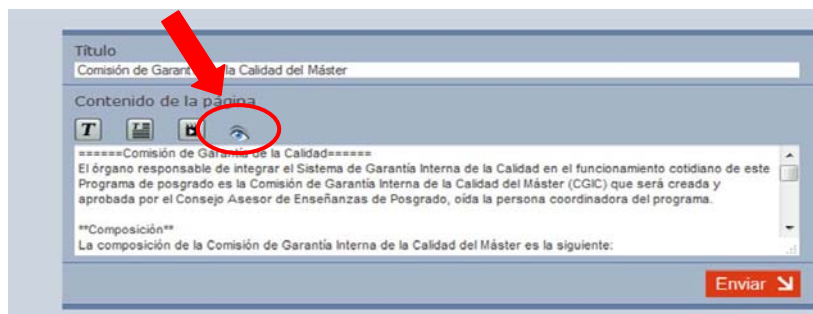 Título
Comisión de Garant la Calidad del Máster
Contenido de la página
T T
======Comisión de Garantía de la Calidad======
El órgano responsable de integrar el Sistema de Garantía Interna de la Calidad en el funcionamiento cotidiano de este
Programa de posgrado es la Comisión de Garantía Interna de la Calidad del Máster (CGIC) que será creada y
aprobada por el Consejo Asesor de Enseñanzas de Posgrado, oída la persona coordinadora del programa.
**Composición**
La composición de la Comisión de Garantía Interna de la Calidad del Máster es la siguiente:
Enviar